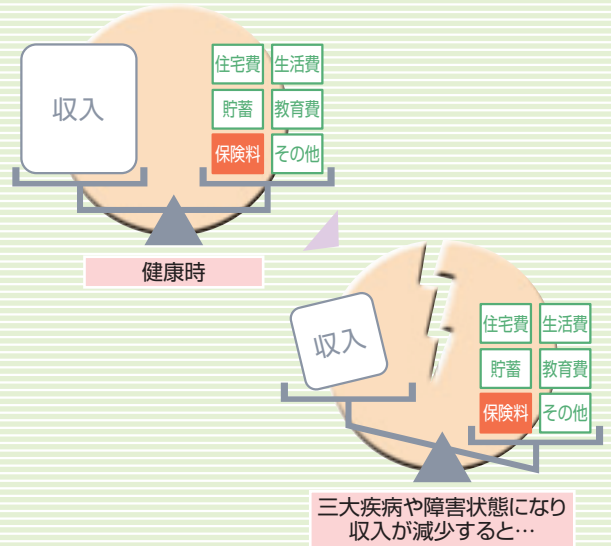 収入
住宅費 生活費
貯蓄 教育費
保険料 その他
健康時
収入
住宅費 生活費
貯蓄 教育費
保険料 その他
三大疾病や障害状態になり
収入が減少すると…